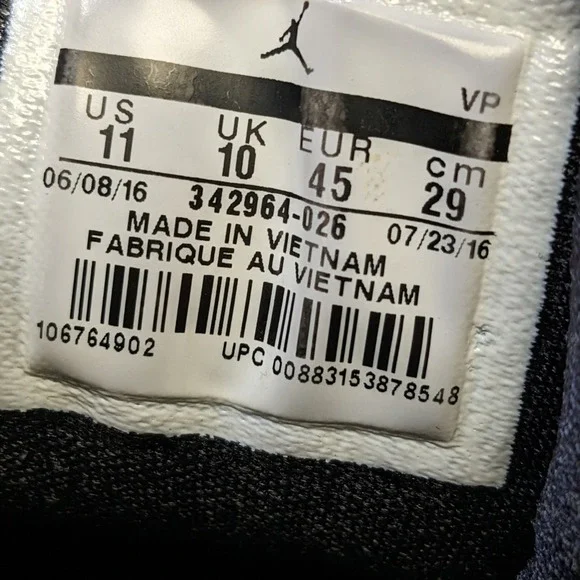 VP
US UK EUR cm
11 10 45 29
06/08/16 342964-026 07/23/16
MADE IN VIETNAM
FABRIQUE AU VIETNAM
106764902 UPC 00883153878548